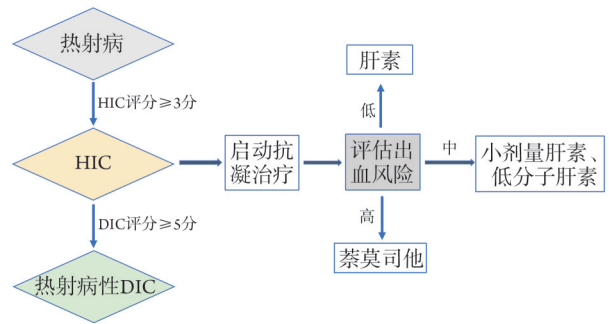 热射病
HIC评分≥3分
HIC
DIC评分≥5分
热射病性DIC
启动抗
凝治疗
评估出
血风险
低
肝素
中
小剂量肝素、
低分子肝素
高
萘莫司他